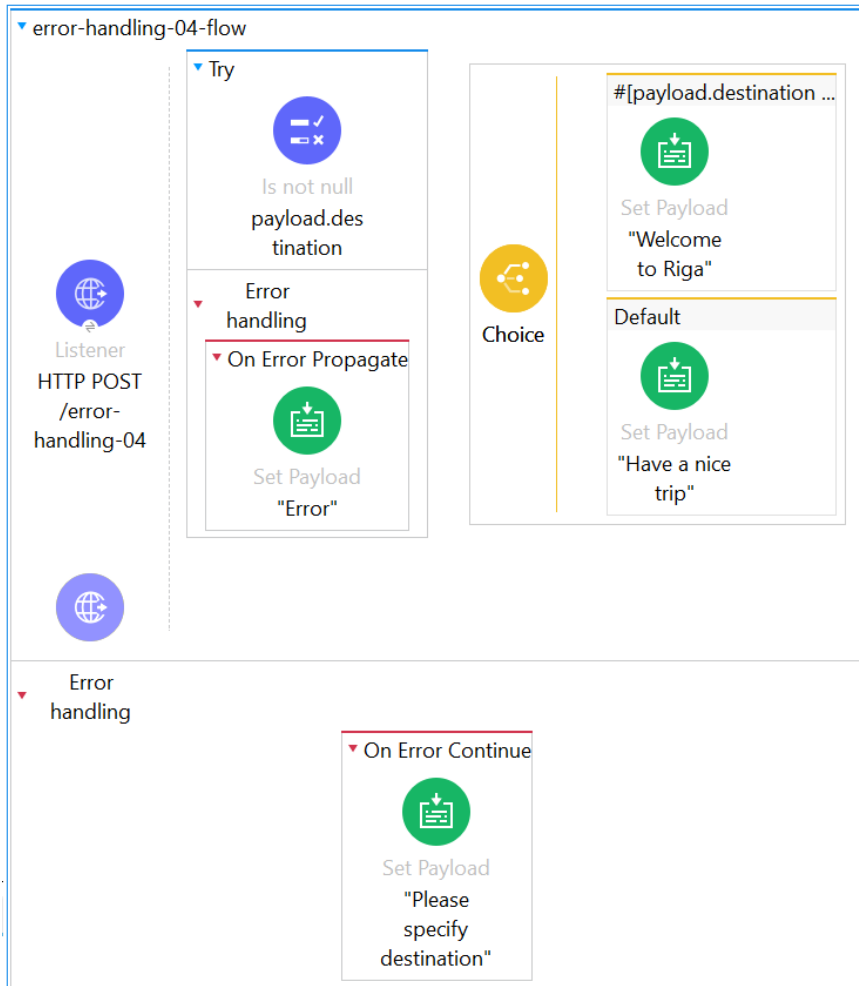 error-handling-04-flow
Try
Is not null
payload.des
tination
Error
handling
On Error Propagate
Set Payload
"Error"
Listener
HTTP POST
/error-
handling-04
Choice
#[payload.destination ...
Set Payload
"Welcome
to Riga"
Default
Set Payload
"Have a nice
trip"
Error
handling
On Error Continue
Set Payload
"Please
specify
destination"